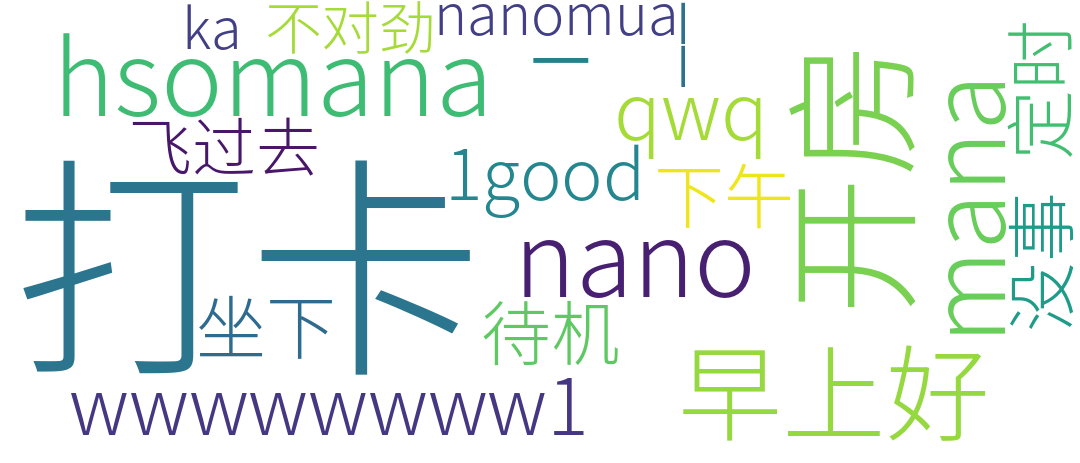 ka
不对劲
nanomua
hsomana
一
飞过去
1good
qwq
下午
开房
mana
定时
没事
打卡
nano
坐下
待机
wwwwwwww1
早上好